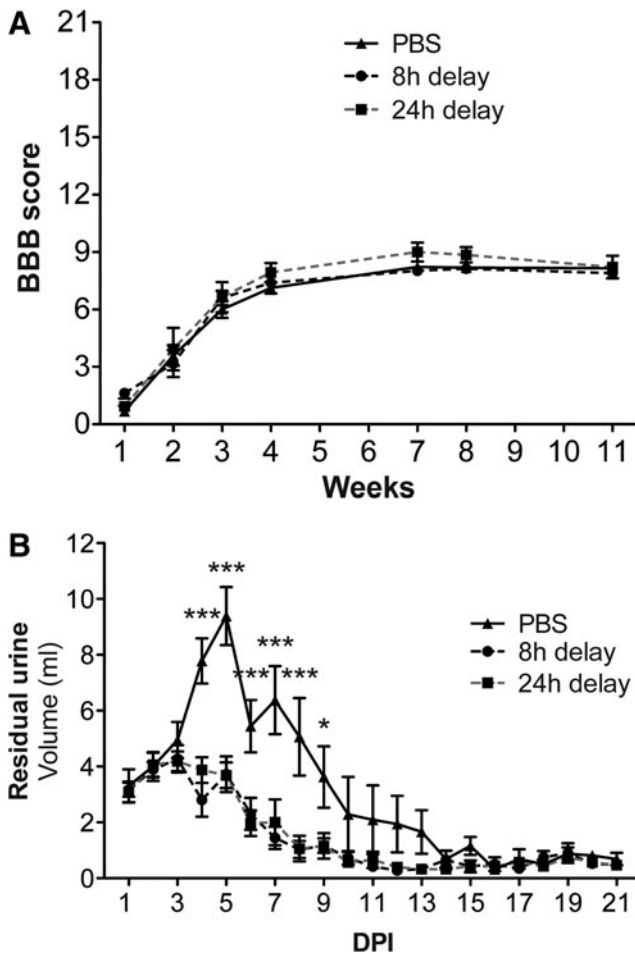 A
BBB score
21
18
15
12
9
6
3
0
PBS
8h delay
24h delay
1 2 3 4 5 6 7 8 9 10 11
Weeks
B
Residual urine
Volume (ml)
12
10
8
6
4
2
0
***
***
***
***
***
*
PBS
8h delay
24h delay
1 3 5 7 9 11 13 15 17 19 21
DPI